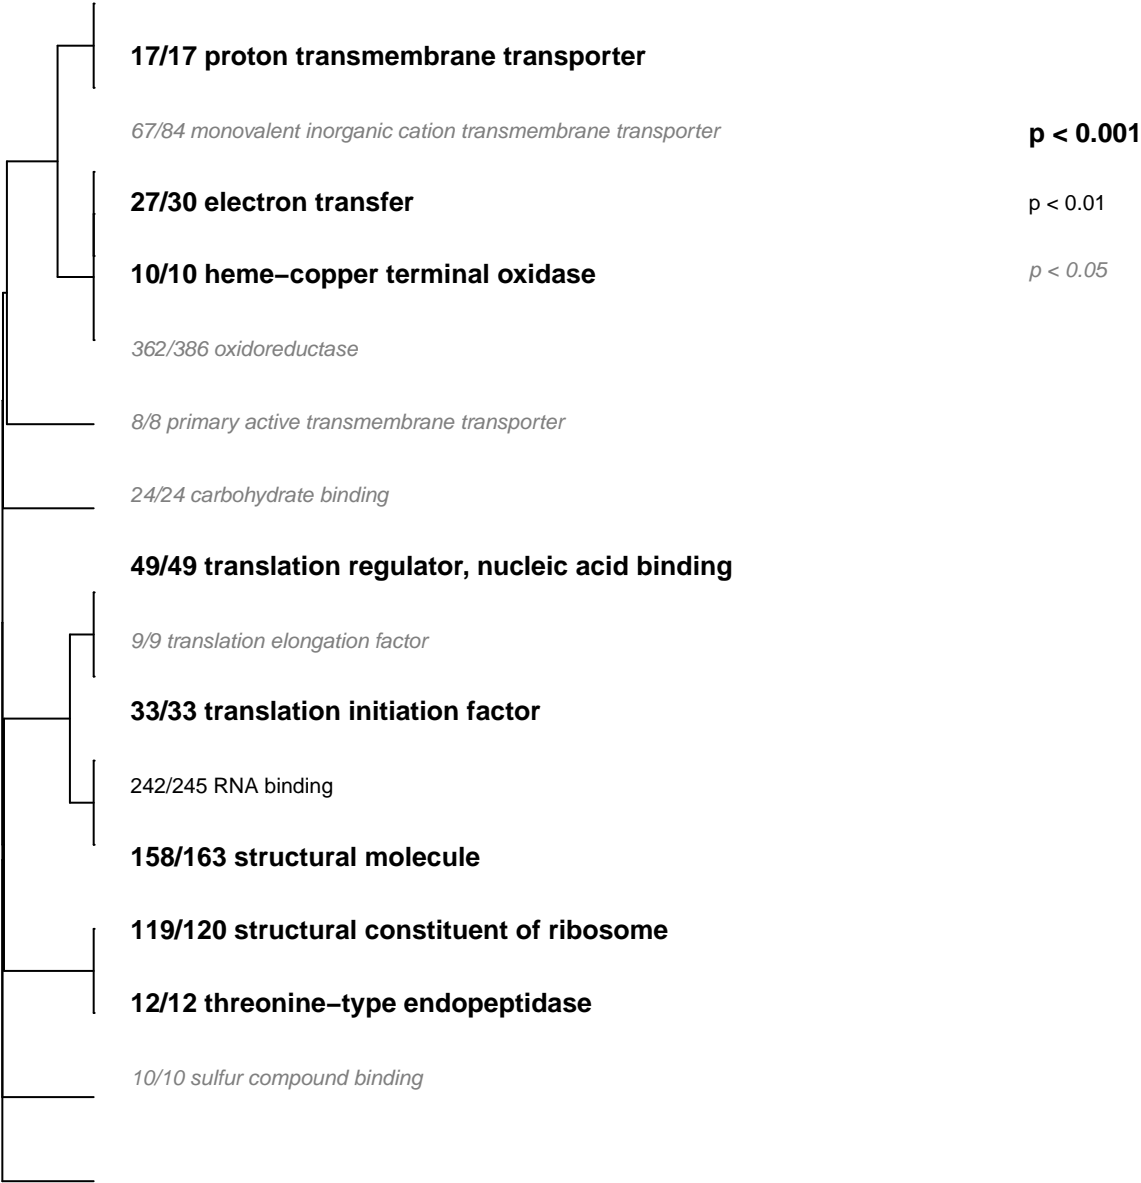 17/17 proton transmembrane transporter
67/84 monovalent inorganic cation transmembrane transporter
p < 0.001
27/30 electron transfer
p < 0.01
10/10 heme−copper terminal oxidase
p < 0.05
362/386 oxidoreductase
8/8 primary active transmembrane transporter
24/24 carbohydrate binding
49/49 translation regulator, nucleic acid binding
9/9 translation elongation factor
33/33 translation initiation factor
242/245 RNA binding
158/163 structural molecule
119/120 structural constituent of ribosome
12/12 threonine−type endopeptidase
10/10 sulfur compound binding